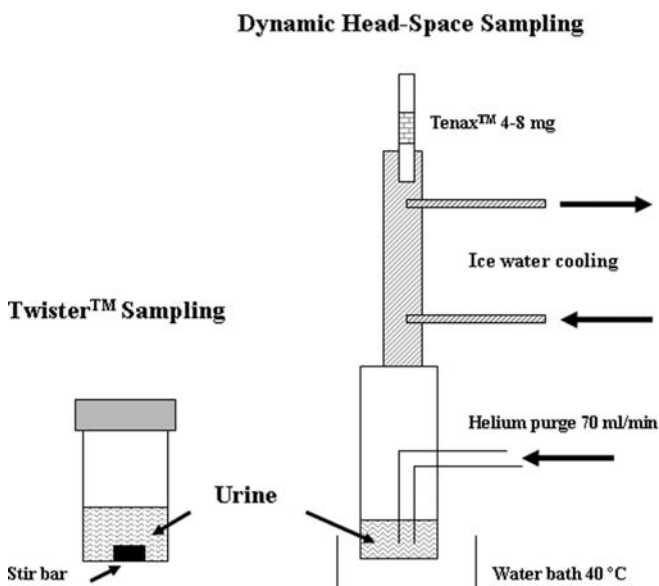 Dynamic Head-Space Sampling
Tenax™ 4-8 mg
Ice water cooling
Twister™ Sampling
Helium purge 70 ml/min
Urine
Stir bar
Water bath 40 °C